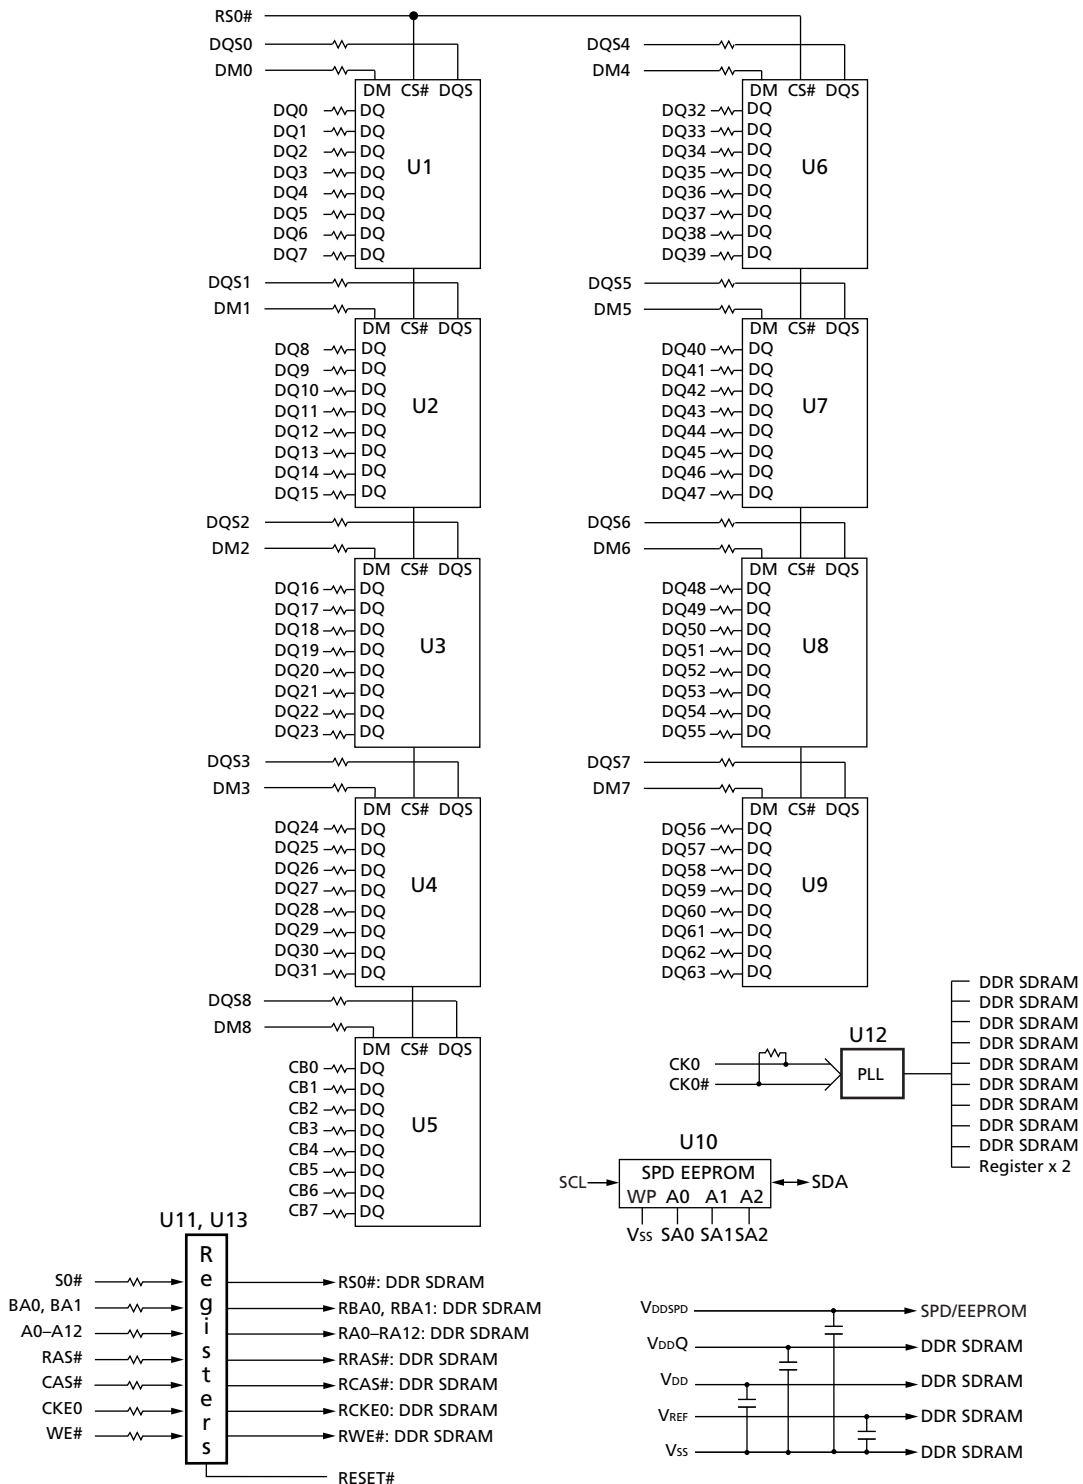 RS0#
DQS0
DM0
DM CS# DQS
DQ0 DQ
DQ1 DQ
DQ2 DQ
DQ3 DQ
DQ4 DQ
DQ5 DQ
DQ6 DQ
DQ7 DQ
U1
DQS1
DM1
DM CS# DQS
DQ8 DQ
DQ9 DQ
DQ10 DQ
DQ11 DQ
DQ12 DQ
DQ13 DQ
DQ14 DQ
DQ15 DQ
U2
DQS2
DM2
DM CS# DQS
DQ16 DQ
DQ17 DQ
DQ18 DQ
DQ19 DQ
DQ20 DQ
DQ21 DQ
DQ22 DQ
DQ23 DQ
U3
DQS3
DM3
DM CS# DQS
DQ24 DQ
DQ25 DQ
DQ26 DQ
DQ27 DQ
DQ28 DQ
DQ29 DQ
DQ30 DQ
DQ31 DQ
U4
DQS8
DM8
DM CS# DQS
CB0 DQ
CB1 DQ
CB2 DQ
CB3 DQ
CB4 DQ
CB5 DQ
CB6 DQ
CB7 DQ
U5
DQS4
DM4
DM CS# DQS
DQ32 DQ
DQ33 DQ
DQ34 DQ
DQ35 DQ
DQ36 DQ
DQ37 DQ
DQ38 DQ
DQ39 DQ
U6
DQS5
DM5
DM CS# DQS
DQ40 DQ
DQ41 DQ
DQ42 DQ
DQ43 DQ
DQ44 DQ
DQ45 DQ
DQ46 DQ
DQ47 DQ
U7
DQS6
DM6
DM CS# DQS
DQ48 DQ
DQ49 DQ
DQ50 DQ
DQ51 DQ
DQ52 DQ
DQ53 DQ
DQ54 DQ
DQ55 DQ
U8
DQS7
DM7
DM CS# DQS
DQ56 DQ
DQ57 DQ
DQ58 DQ
DQ59 DQ
DQ60 DQ
DQ61 DQ
DQ62 DQ
DQ63 DQ
U9
U12
CK0
CK0#
PLL
DDR SDRAM
DDR SDRAM
DDR SDRAM
DDR SDRAM
DDR SDRAM
DDR SDRAM
DDR SDRAM
DDR SDRAM
DDR SDRAM
Register x 2
U10
SPD EEPROM
SCL
SDA
WP A0 A1 A2
VSS SA0 SA1 SA2
U11, U13
Registers
S0#
BA0, BA1
A0–A12
RAS#
CAS#
CKE0
WE#
RS0#: DDR SDRAM
RBA0, RBA1: DDR SDRAM
RA0–RA12: DDR SDRAM
RRAS#: DDR SDRAM
RCAS#: DDR SDRAM
RCKE0: DDR SDRAM
RWE#: DDR SDRAM
RESET#
VDDSPD SPD/EEPROM
VDDQ DDR SDRAM
VDD DDR SDRAM
VREF DDR SDRAM
VSS DDR SDRAM